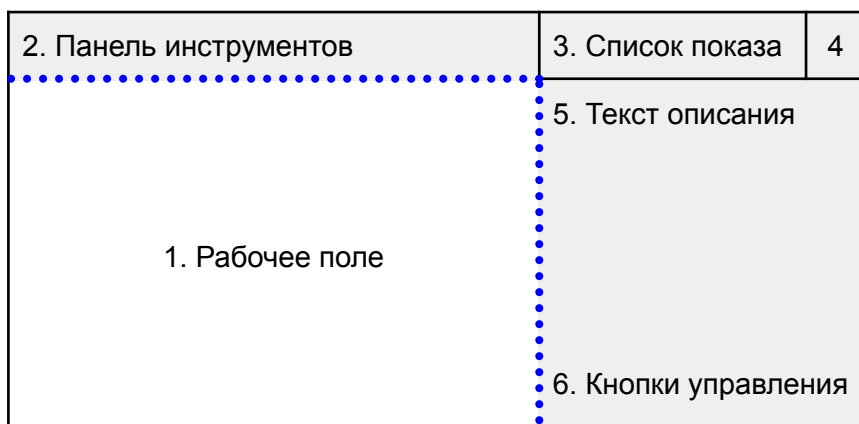 2. Панель инструментов
3. Список показа
4
5. Текст описания
1. Рабочее поле
6. Кнопки управления